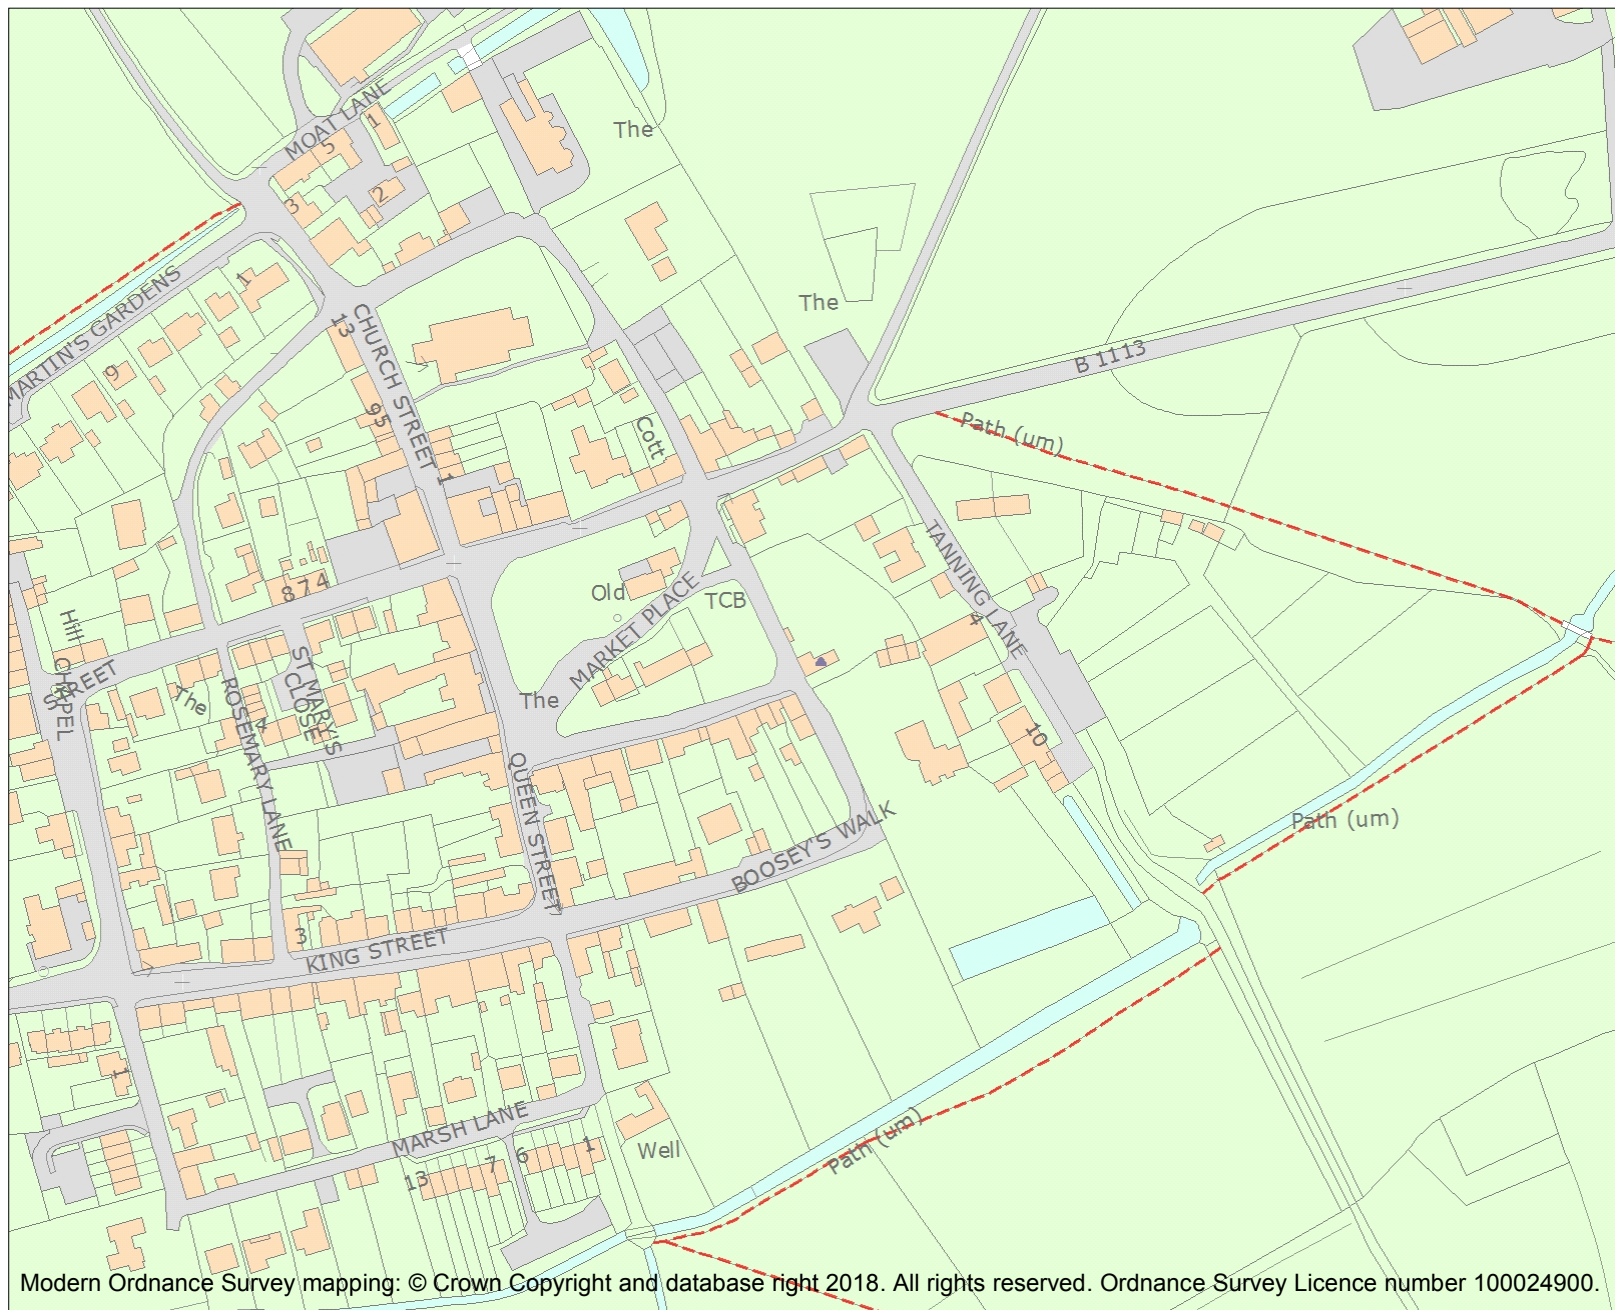 The
MOAT LANE
1
5
2
3
1
MARTIN'S GARDENS
The
CHURCH STREET
13
B 1113
9
95
Path (um)
Cott
1
TANNING LANE
8 7 4
Old
MARKET PLACE
TCB
Hill
4
ST MARY'S
CLOSE
CHAPEL
STREET
The
ROSEMARY LANE
4
The
10
QUEEN STREET
Path (um)
BOOSEY'S WALK
3
KING STREET
1
MARSH LANE
Path (um)
Well
13
7
6
1
Modern Ordnance Survey mapping: © Crown Copyright and database right 2018. All rights reserved. Ordnance Survey Licence number 100024900.